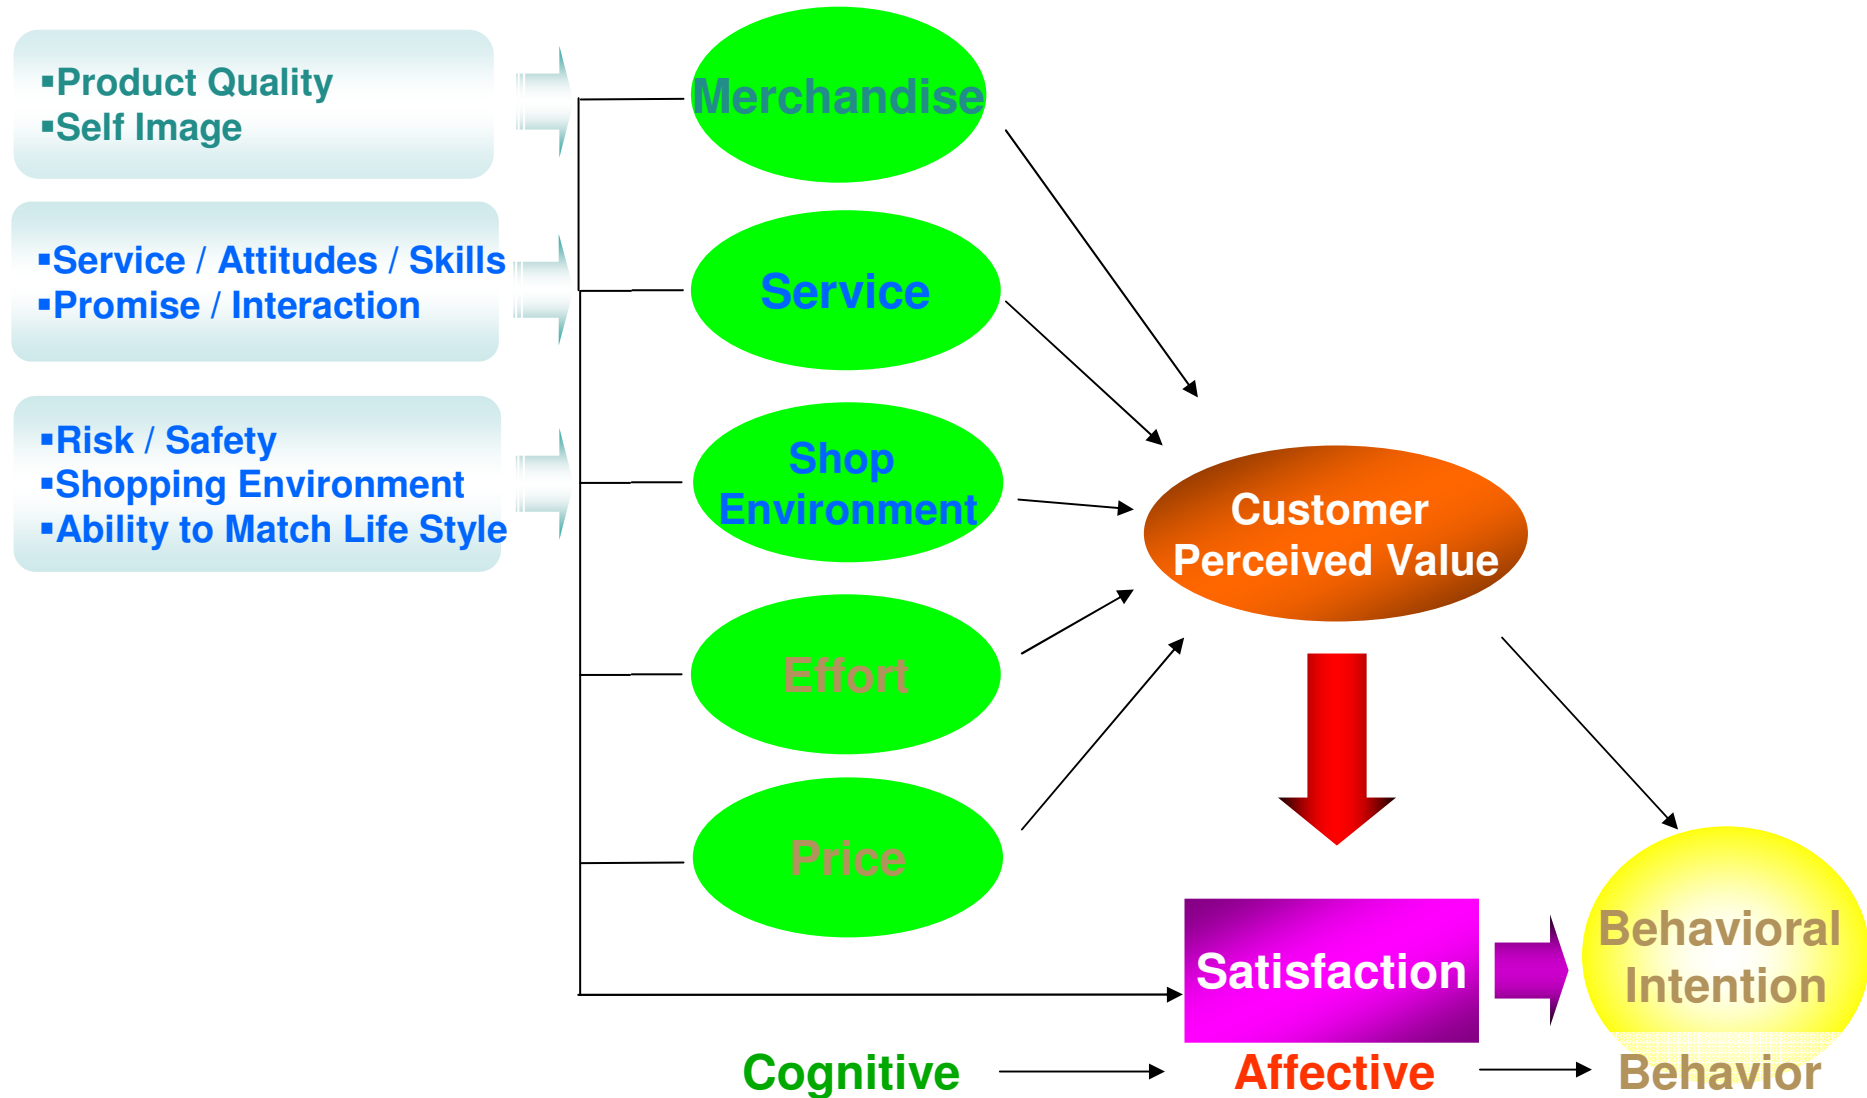 ▪Product Quality
▪Self Image
▪Service / Attitudes / Skills
▪Promise / Interaction
▪Risk / Safety
▪Shopping Environment
▪Ability to Match Life Style
Merchandise
Service
Shop
Environment
Effort
Price
Customer
Perceived Value
Satisfaction
Behavioral
Intention
Cognitive
Affective
Behavior